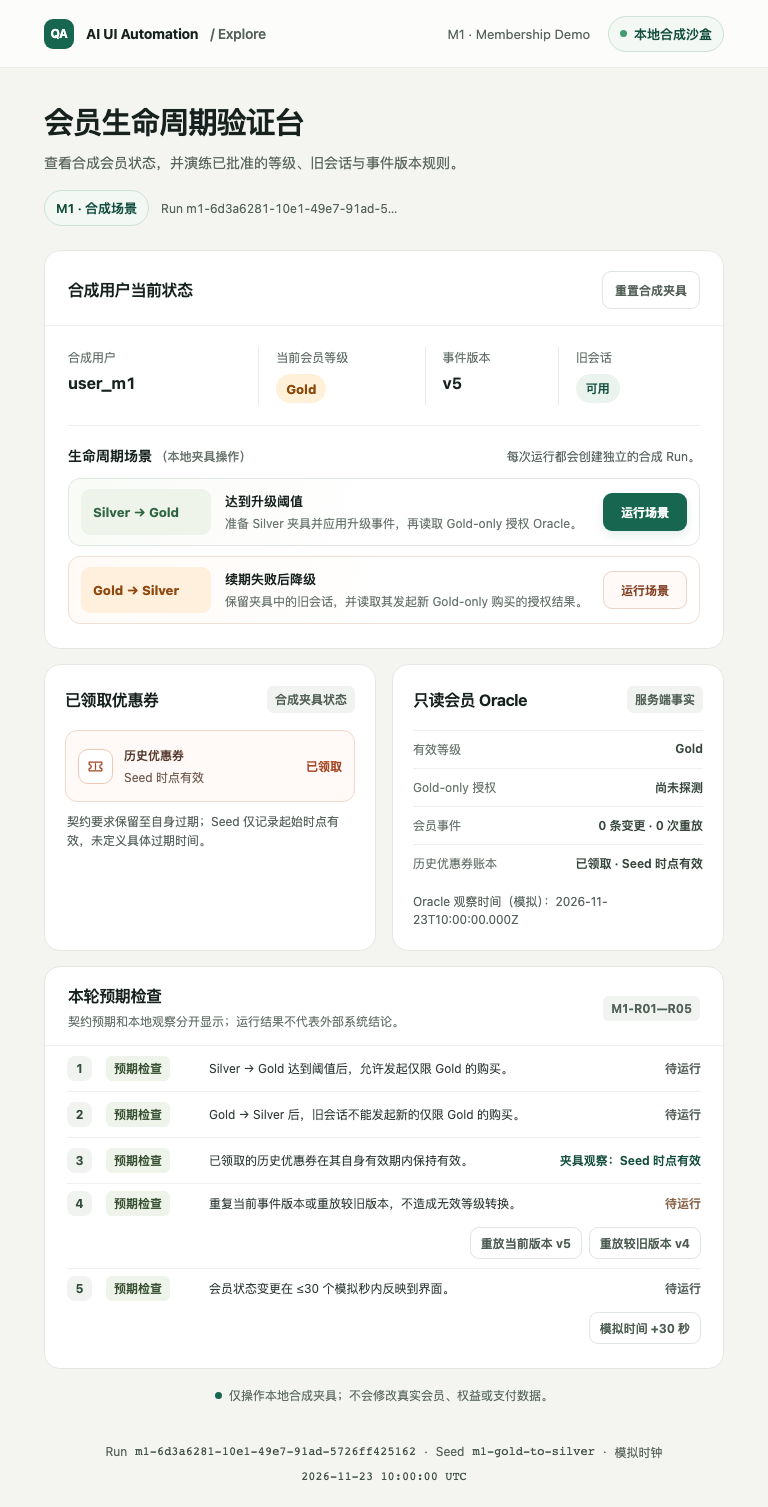 QA AI UI Automation / Explore M1 · Membership Demo 本地合成沙盒
会员生命周期验证台
查看合成会员状态，并演练已批准的等级、旧会话与事件版本规则。
M1 · 合成场景 Run m1-6d3a6281-10e1-49e7-91ad-5...
合成用户当前状态 重置合成夹具
合成用户 当前会员等级 事件版本 旧会话
user_m1 Gold v5 可用
生命周期场景 （本地夹具操作） 每次运行都会创建独立的合成 Run。
Silver → Gold 达到升级阈值 运行场景
准备 Silver 夹具并应用升级事件，再读取 Gold-only 授权 Oracle。
Gold → Silver 续期失败后降级 运行场景
保留夹具中的旧会话，并读取其发起新 Gold-only 购买的授权结果。
已领取优惠券 合成夹具状态
历史优惠券 已领取
Seed 时点有效
契约要求保留至自身过期；Seed 仅记录起始时点有
效，未定义具体过期时间。
只读会员 Oracle 服务端事实
有效等级 Gold
Gold-only 授权 尚未探测
会员事件 0 条变更 · 0 次重放
历史优惠券账本 已领取 · Seed 时点有效
Oracle 观察时间（模拟）：2026-11-
23T10:00:00.000Z
本轮预期检查 M1-R01—R05
契约预期和本地观察分开显示；运行结果不代表外部系统结论。
1 预期检查 Silver → Gold 达到阈值后，允许发起仅限 Gold 的购买。 待运行
2 预期检查 Gold → Silver 后，旧会话不能发起新的仅限 Gold 的购买。 待运行
3 预期检查 已领取的历史优惠券在其自身有效期内保持有效。 夹具观察：Seed 时点有效
4 预期检查 重复当前事件版本或重放较旧版本，不造成无效等级转换。 待运行
重放当前版本 v5 重放较旧版本 v4
5 预期检查 会员状态变更在 ≤30 个模拟秒内反映到界面。 待运行
模拟时间 +30 秒
仅操作本地合成夹具；不会修改真实会员、权益或支付数据。
Run m1-6d3a6281-10e1-49e7-91ad-5726ff425162 · Seed m1-gold-to-silver · 模拟时钟
2026-11-23 10:00:00 UTC